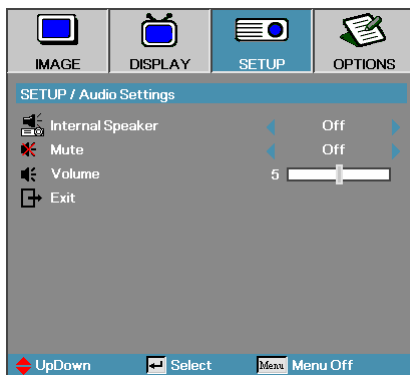 IMAGE DISPLAY SETUP OPTIONS
SETUP / Audio Settings
Internal Speaker Off
Mute Off
Volume 5
Exit
UpDown Select Menu Menu Off